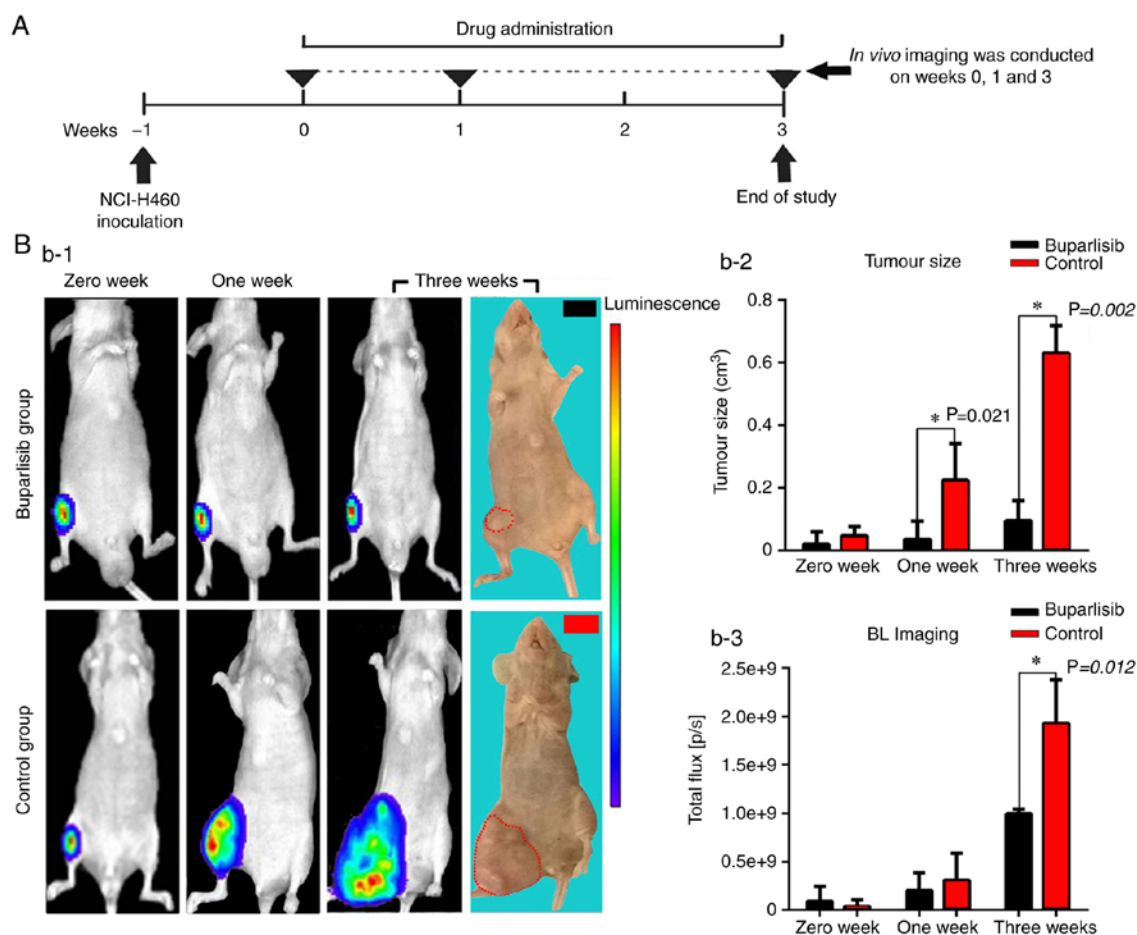 A
Drug administration
In vivo imaging was conducted
on weeks 0, 1 and 3
Weeks –1 0 1 2 3
NCI-H460
inoculation
End of study
B
b-1
Zero week One week Three weeks
Luminescence
Buparlisib group
Control group
b-2
Buparlisib
Control
Tumour size
Tumour size (cm³)
0.8
0.6
0.4
0.2
0
* P=0.021
* P=0.002
Zero week One week Three weeks
b-3
Buparlisib
Control
BL Imaging
Total flux [p/s]
2.5e+9
2.0e+9
1.5e+9
1.0e+9
0.5e+9
0
* P=0.012
Zero week One week Three weeks